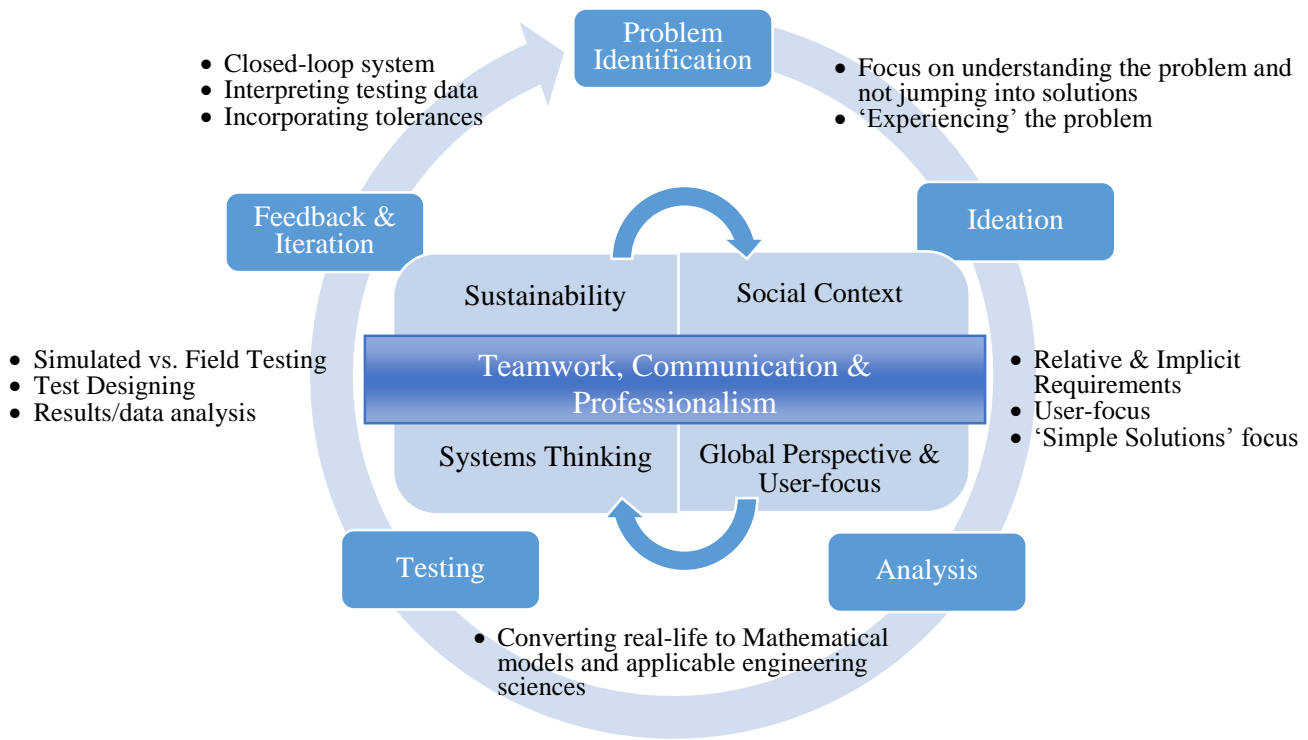 Problem
Identification
• Closed-loop system
• Interpreting testing data
• Incorporating tolerances
• Focus on understanding the problem and
not jumping into solutions
• ‘Experiencing’ the problem
Feedback &
Iteration
Ideation
Sustainability
Social Context
• Simulated vs. Field Testing
• Test Designing
• Results/data analysis
Teamwork, Communication &
Professionalism
• Relative & Implicit
Requirements
• User-focus
• ‘Simple Solutions’ focus
Systems Thinking
Global Perspective &
User-focus
Testing
Analysis
• Converting real-life to Mathematical
models and applicable engineering
sciences